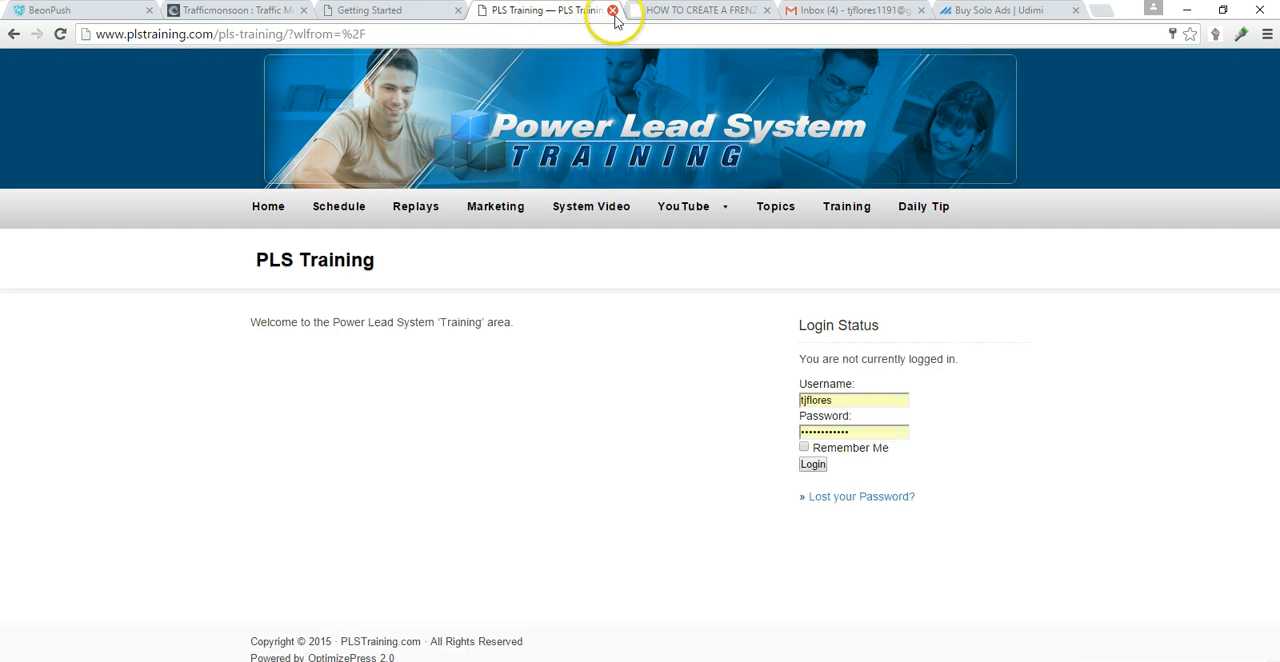 BeonPush
Trafficmonsoon : Traffic M
Getting Started
PLS Training — PLS Trainin
HOW TO CREATE A FRENZ
Inbox (4) - tjflores1191@g
Buy Solo Ads | Udimi
www.plstraining.com/pls-training/?wlfrom=%2F
Power Lead System
TRAINING
Home Schedule Replays Marketing System Video YouTube Topics Training Daily Tip
PLS Training
Welcome to the Power Lead System ‘Training’ area.
Login Status
You are not currently logged in.
Username:
tjflores
Password:
••••••••••••
Remember Me
Login
» Lost your Password?
Copyright © 2015 · PLSTraining.com · All Rights Reserved
Powered by OptimizePress 2.0